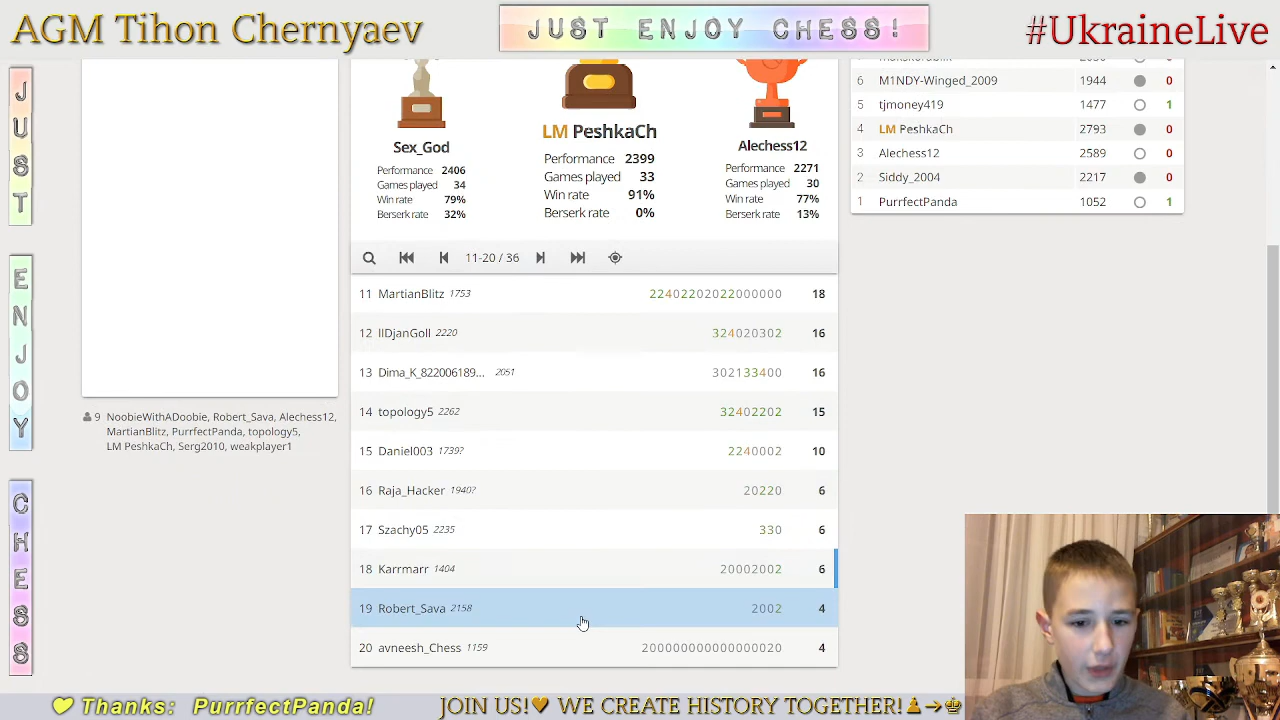 AGM Tihon Chernyaev
JUST ENJOY CHESS!
#UkraineLive
JUST
ENJOY
CHESS
Sex_God
Performance 2406
Games played 34
Win rate 79%
Berserk rate 32%
LM PeshkaCh
Performance 2399
Games played 33
Win rate 91%
Berserk rate 0%
Alechess12
Performance 2271
Games played 30
Win rate 77%
Berserk rate 13%
11-20 / 36
11 MartianBlitz 1753 22402202022000000 18
12 llDjanGoll 2220 324020302 16
13 Dima_K_822006189... 2051 302133400 16
14 topology5 2262 32402202 15
15 Daniel003 1739? 2240002 10
16 Raja_Hacker 1940? 20220 6
17 Szachy05 2235 330 6
18 Karrmarr 1404 20002002 6
19 Robert_Sava 2158 2002 4
20 avneesh_Chess 1159 200000000000000020 4
9 NoobieWithADoobie, Robert_Sava, Alechess12,
MartianBlitz, PurrfectPanda, topology5,
LM PeshkaCh, Serg2010, weakplayer1
6 M1NDY-Winged_2009 1944 0
5 tjmoney419 1477 1
4 LM PeshkaCh 2793 0
3 Alechess12 2589 0
2 Siddy_2004 2217 0
1 PurrfectPanda 1052 1
Thanks: PurrfectPanda!
JOIN US! WE CREATE HISTORY TOGETHER!